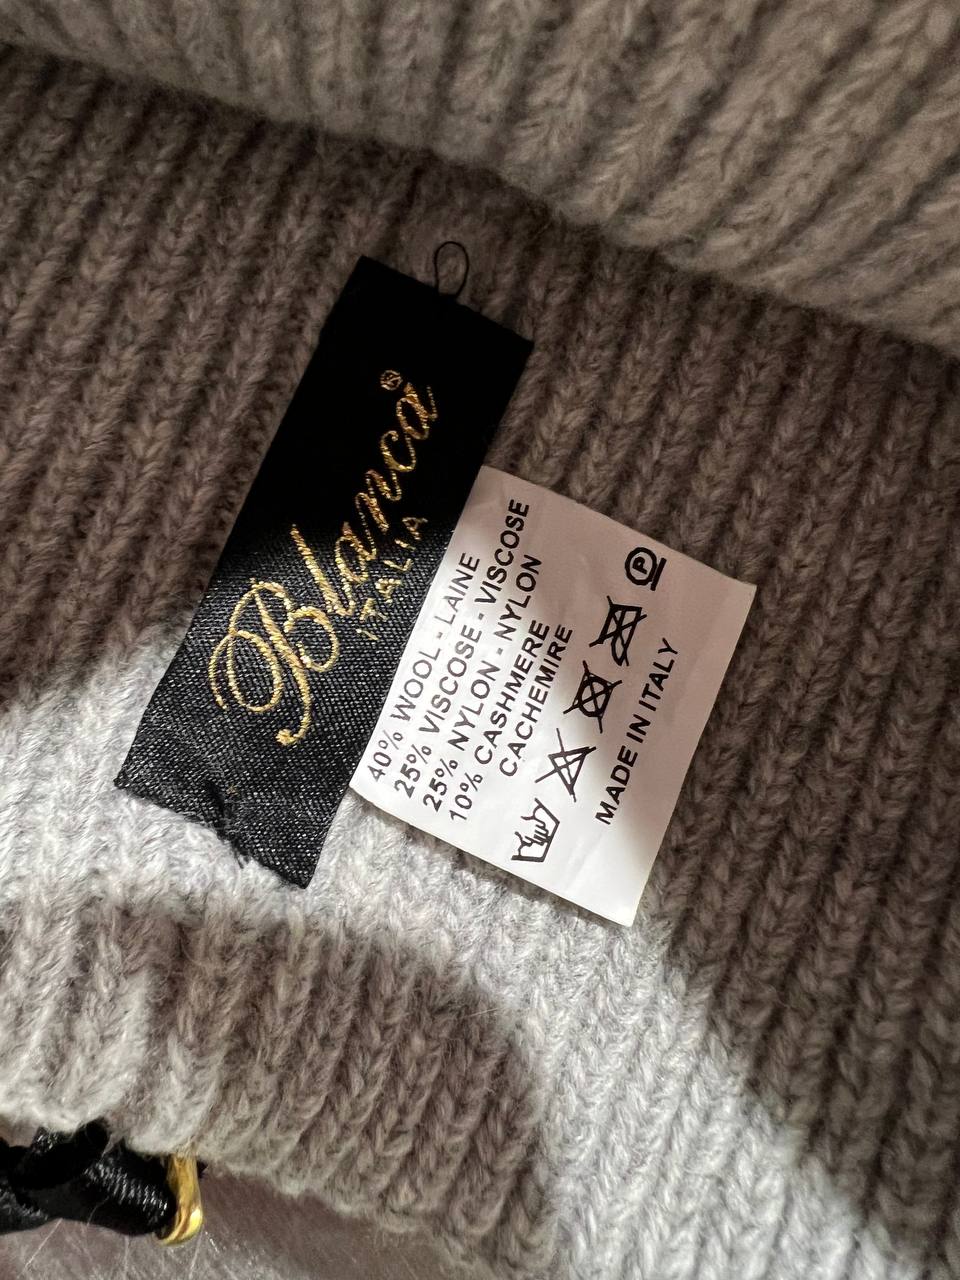 Blanca®
ITALIA
40% WOOL - LAINE
25% VISCOSE - VISCOSE
25% NYLON - NYLON
10% CASHMERE
CACHEMIRE
P
MADE IN ITALY